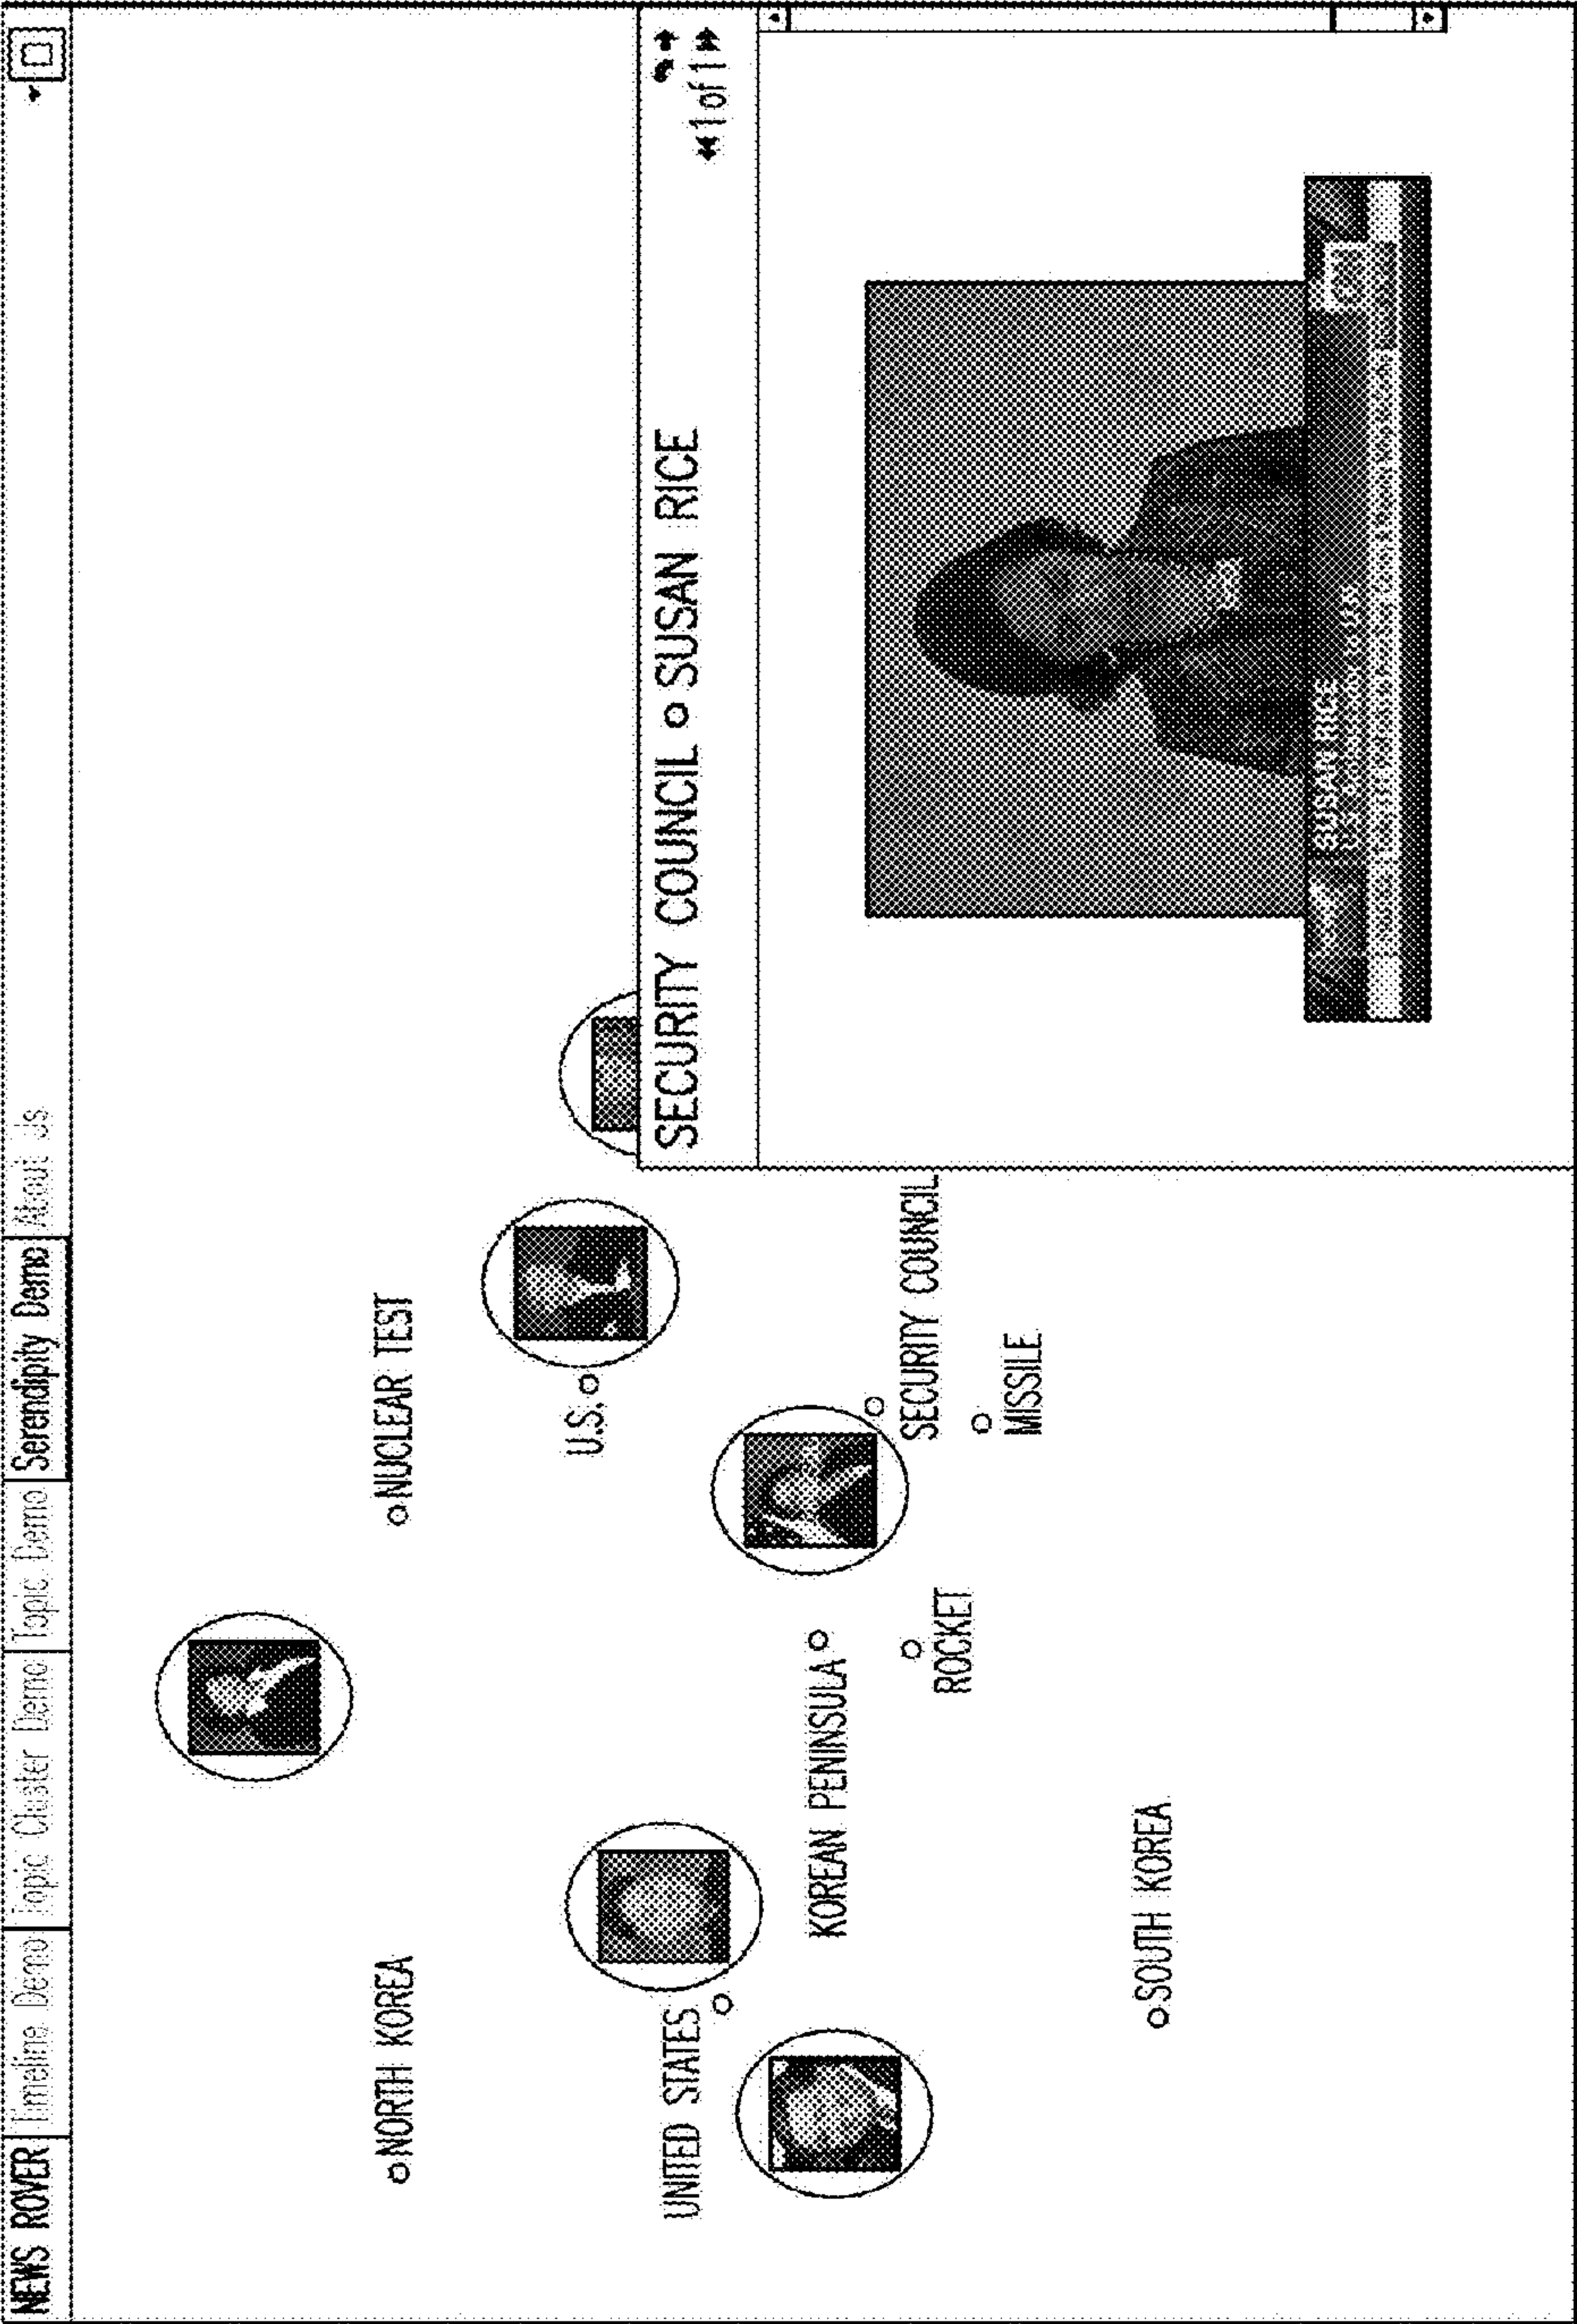 NEWS ROVER
Timeline Demo
Topic Cluster Demo
Topic Demo
Serendipity Demo
About Us
NORTH KOREA
NUCLEAR TEST
U.S.
UNITED STATES
KOREAN PENINSULA
SECURITY COUNCIL
ROCKET
MISSILE
SOUTH KOREA
SECURITY COUNCIL o SUSAN RICE
1 of 1
SUSAN RICE